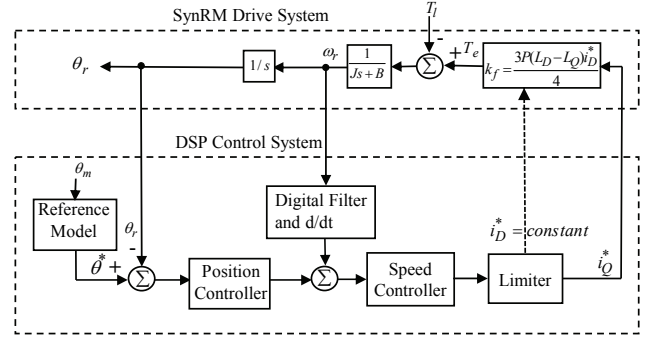 SynRM Drive System
T_l
θ_r
1/s
ω_r
1
Js+B
-
Σ
+ T_e
k_f = 3P(L_D-L_Q)i_D^*
4
DSP Control System
θ_m
Reference
Model
θ_r
-
θ^* +
Σ
Position
Controller
Digital Filter
and d/dt
Σ
Speed
Controller
Limiter
i_D^* = constant
i_Q^*